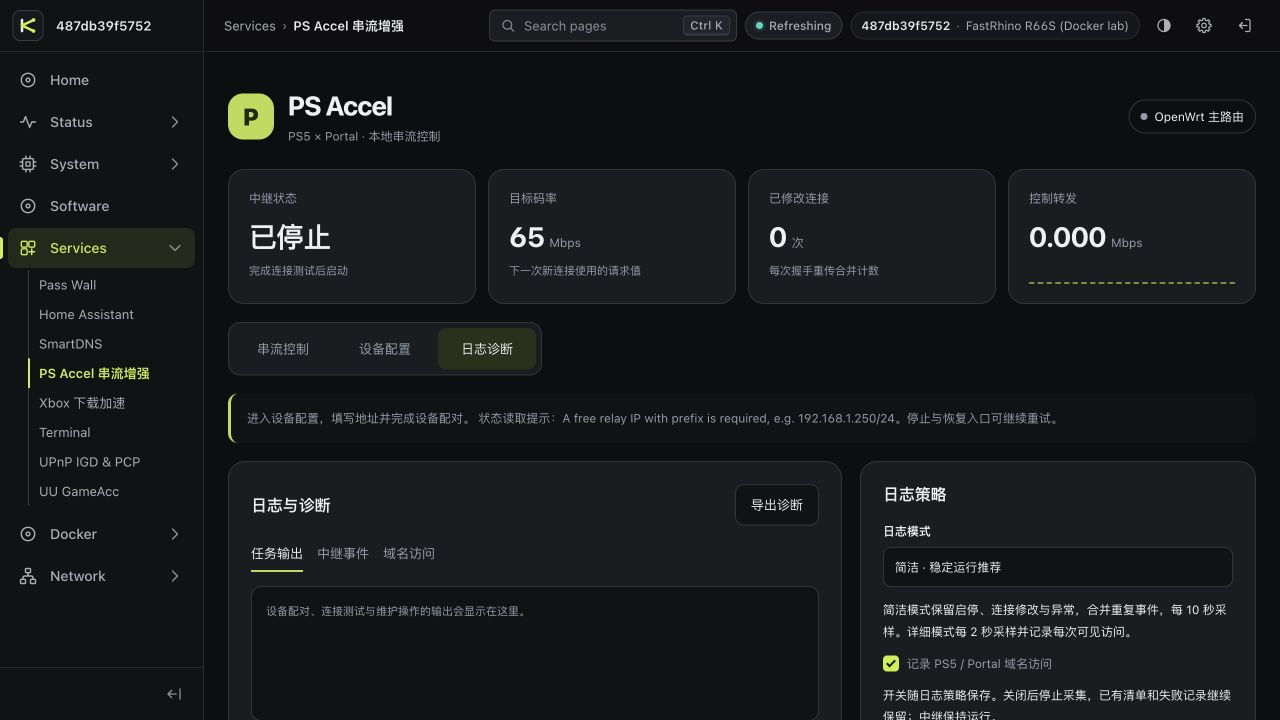 487db39f5752
Services › PS Accel 串流增强
Search pages
Ctrl K
Refreshing
487db39f5752 · FastRhino R66S (Docker lab)
Home
Status
System
Software
Services
Pass Wall
Home Assistant
SmartDNS
PS Accel 串流增强
Xbox 下载加速
Terminal
UPnP IGD & PCP
UU GameAcc
Docker
Network
P
PS Accel
PS5 × Portal · 本地串流控制
OpenWrt 主路由
中继状态
已停止
完成连接测试后启动
目标码率
65 Mbps
下一次新连接使用的请求值
已修改连接
0 次
每次握手重传合并计数
控制转发
0.000 Mbps
串流控制
设备配置
日志诊断
进入设备配置，填写地址并完成设备配对。 状态读取提示：A free relay IP with prefix is required, e.g. 192.168.1.250/24。停止与恢复入口可继续重试。
日志与诊断
导出诊断
任务输出
中继事件
域名访问
设备配对、连接测试与维护操作的输出会显示在这里。
日志策略
日志模式
简洁 · 稳定运行推荐
简洁模式保留启停、连接修改与异常，合并重复事件，每 10 秒采
样。详细模式每 2 秒采样并记录每次可见访问。
记录 PS5 / Portal 域名访问
开关随日志策略保存。关闭后停止采集，已有清单和失败记录继续
保留；中继保持运行。